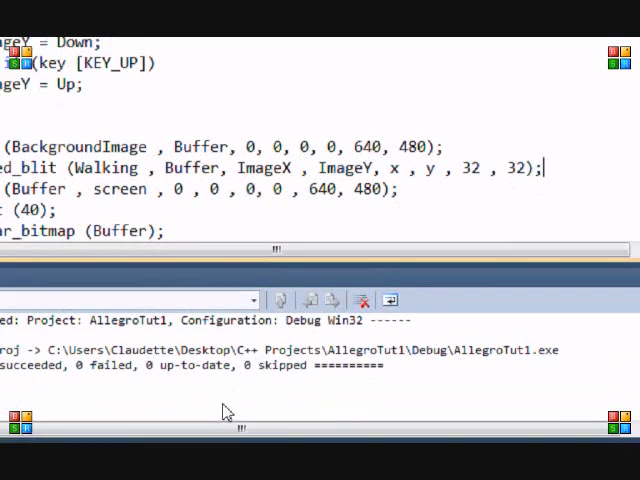 ageY = Down;
(key [KEY_UP])
ageY = Up;
(BackgroundImage , Buffer, 0, 0, 0, 0, 640, 480);
ed_blit (Walking , Buffer, ImageX , ImageY, x , y , 32 , 32);
(Buffer , screen , 0 , 0 , 0, 0 , 640, 480);
t (40);
ar_bitmap (Buffer);
ed: Project: AllegroTut1, Configuration: Debug Win32 ------
roj -> C:\Users\Claudette\Desktop\C++ Projects\AllegroTut1\Debug\AllegroTut1.exe
succeeded, 0 failed, 0 up-to-date, 0 skipped ==========